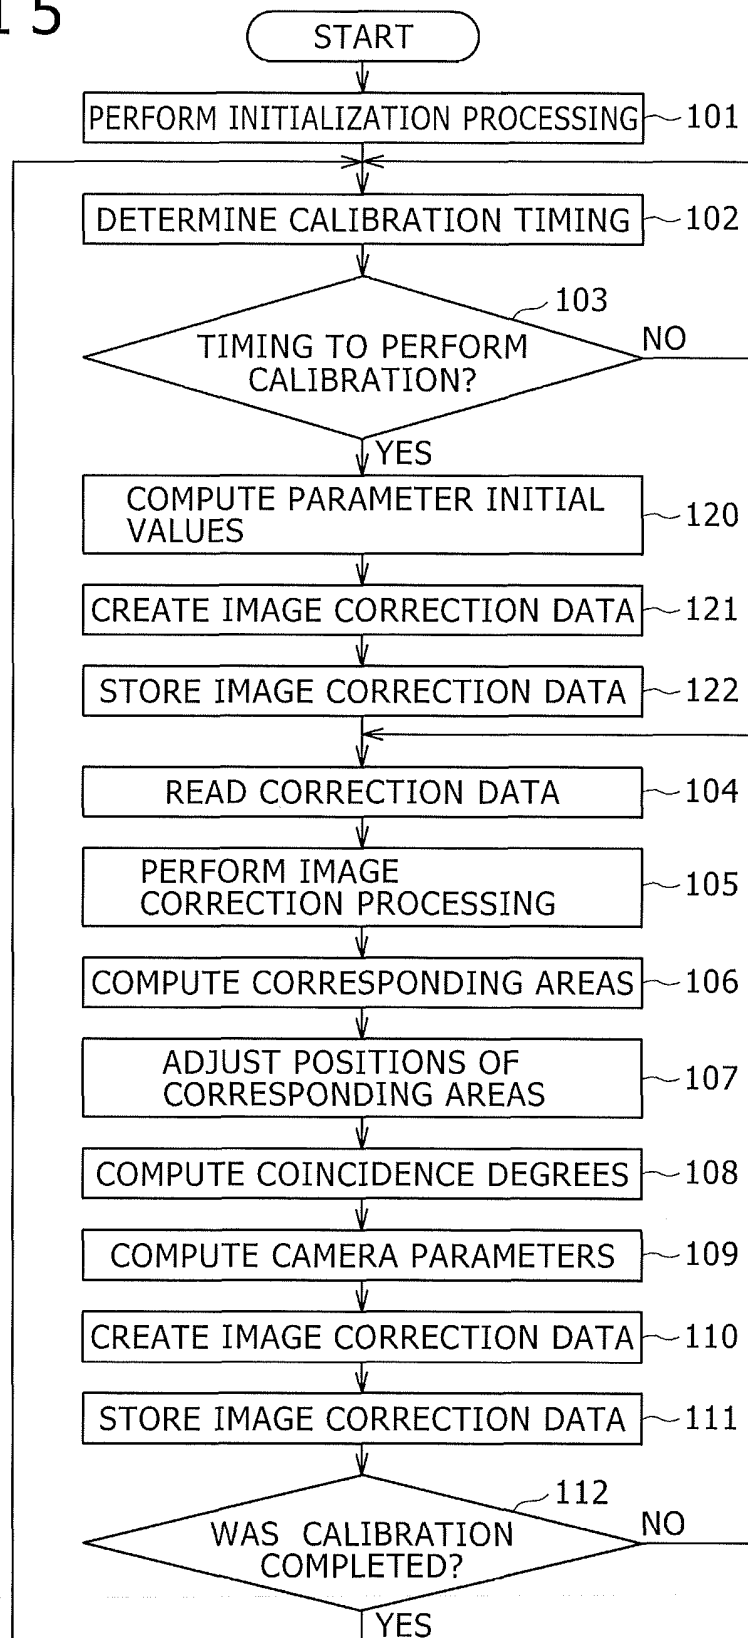 15
START
PERFORM INITIALIZATION PROCESSING 101
DETERMINE CALIBRATION TIMING 102
103
TIMING TO PERFORM
CALIBRATION?
NO
YES
COMPUTE PARAMETER INITIAL
VALUES
120
CREATE IMAGE CORRECTION DATA 121
STORE IMAGE CORRECTION DATA 122
READ CORRECTION DATA 104
PERFORM IMAGE
CORRECTION PROCESSING
105
COMPUTE CORRESPONDING AREAS 106
ADJUST POSITIONS OF
CORRESPONDING AREAS
107
COMPUTE COINCIDENCE DEGREES 108
COMPUTE CAMERA PARAMETERS 109
CREATE IMAGE CORRECTION DATA 110
STORE IMAGE CORRECTION DATA 111
112
WAS CALIBRATION
COMPLETED?
NO
YES